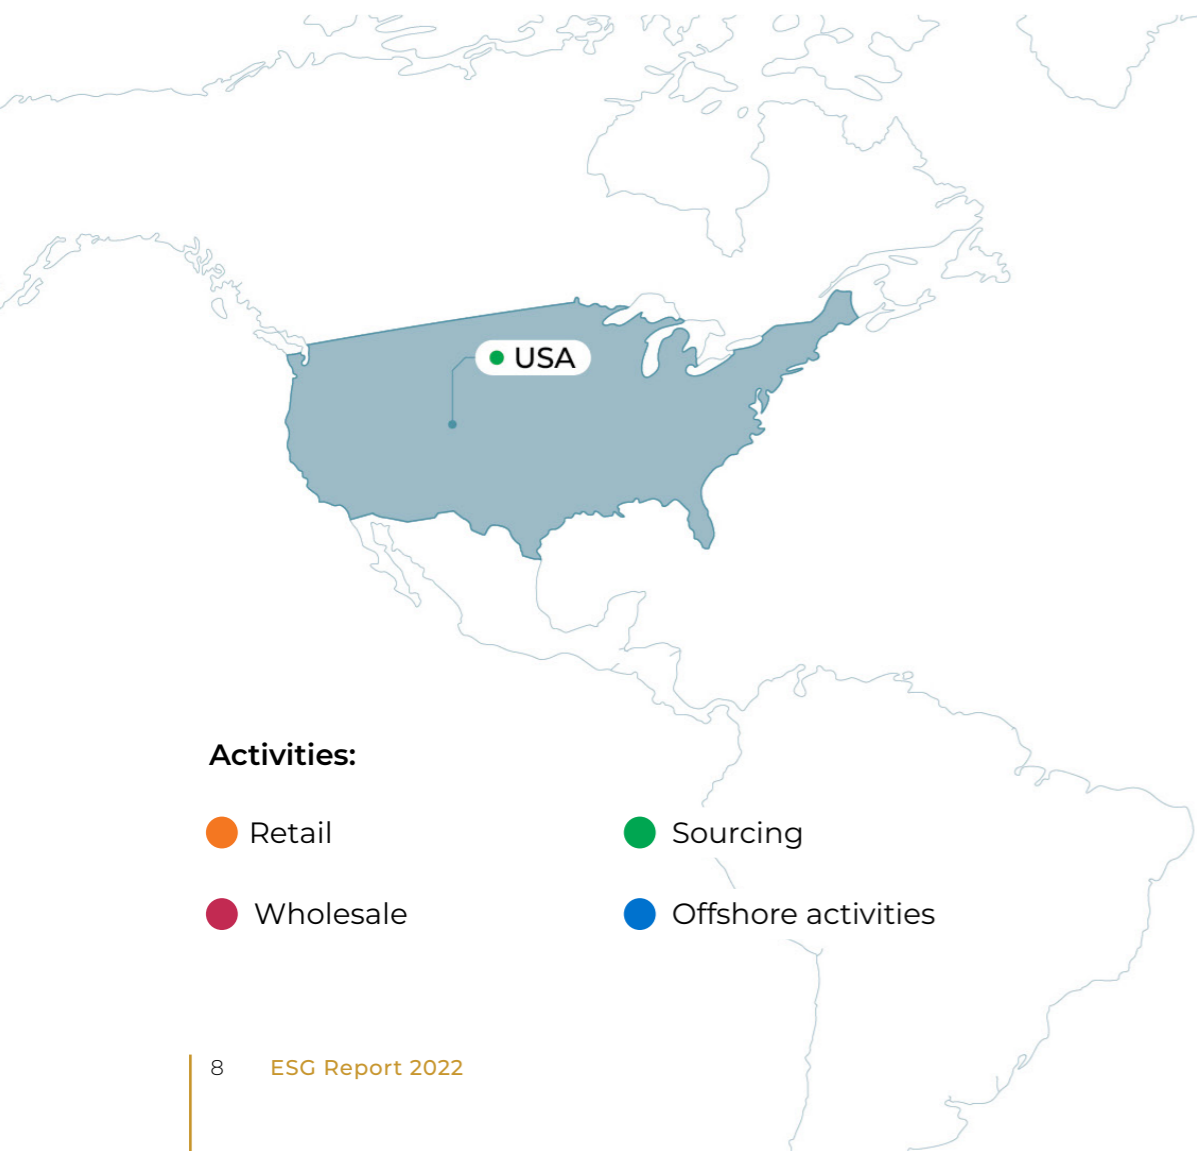 USA
Activities:
Retail
Sourcing
Wholesale
Offshore activities
8 ESG Report 2022